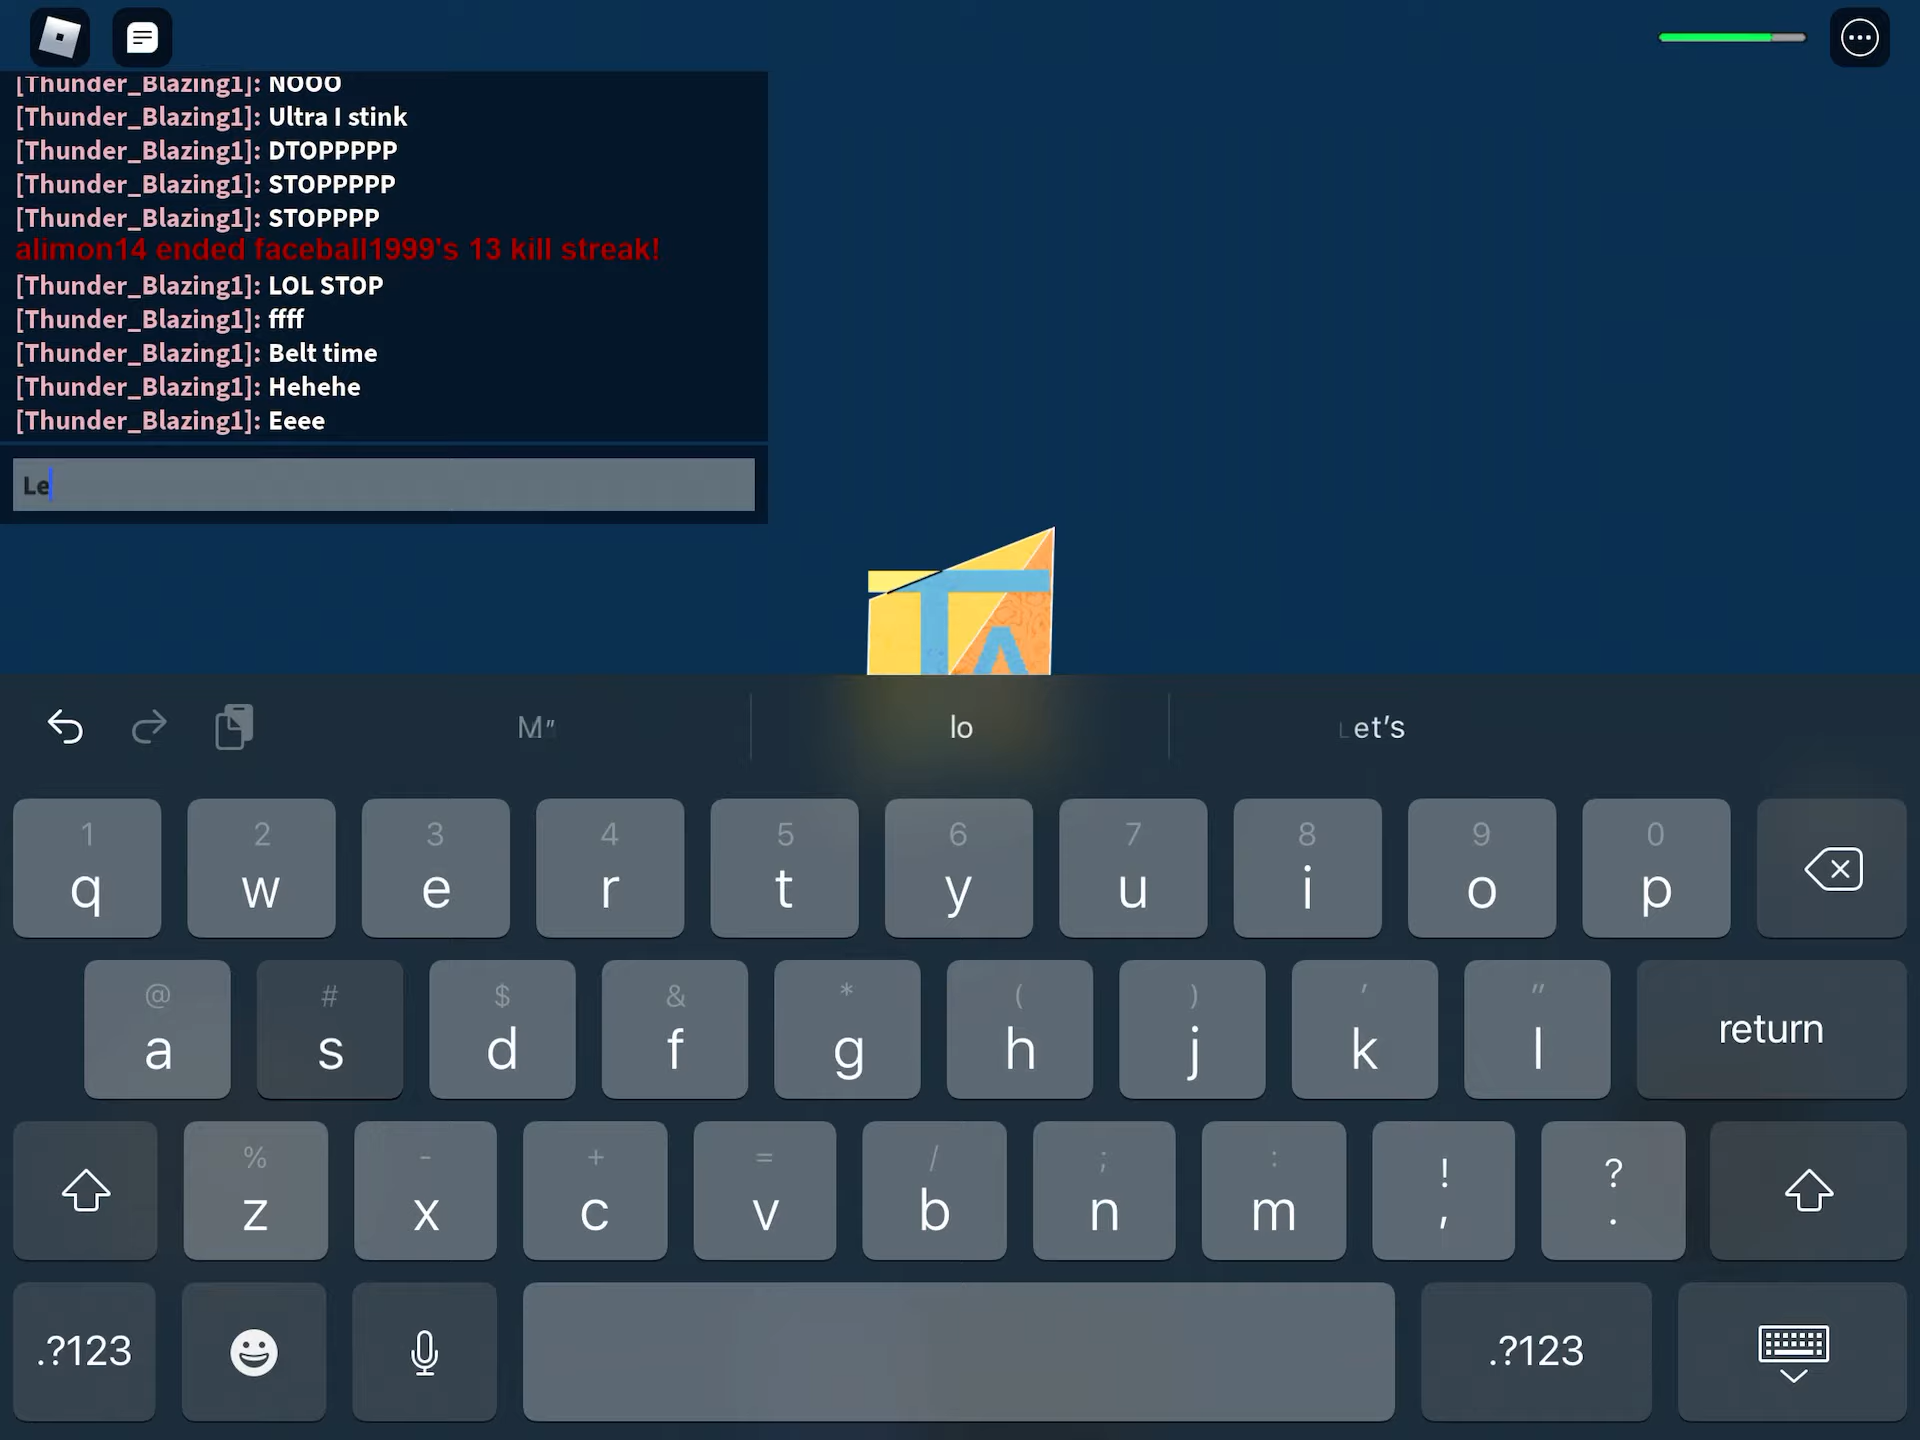 [Thunder_Blazing1]: NOOO
[Thunder_Blazing1]: Ultra I stink
[Thunder_Blazing1]: DTOPPPPP
[Thunder_Blazing1]: STOPPPPP
[Thunder_Blazing1]: STOPPPP
alimon14 ended faceball1999's 13 kill streak!
[Thunder_Blazing1]: LOL STOP
[Thunder_Blazing1]: ffff
[Thunder_Blazing1]: Belt time
[Thunder_Blazing1]: Hehehe
[Thunder_Blazing1]: Eeee
Le
TA
lo Let's
1 2 3 4 5 6 7 8 9 0
q w e r t y u i o p
@ # $ & * ( ) ' "
a s d f g h j k l return
% - + = / ; : ! ?
z x c v b n m , .
.?123 .?123